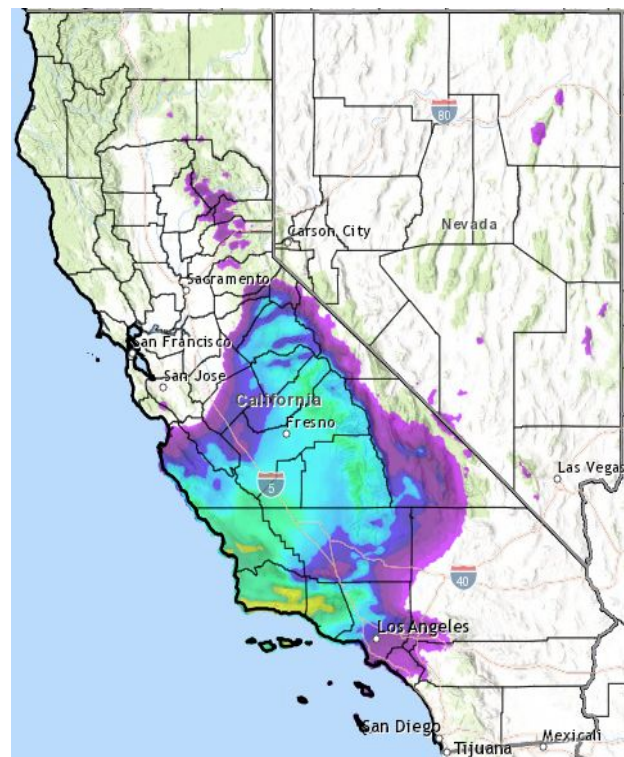 80
Nevada
Carson City
Sacramento
San Francisco
San Jose
California
Fresno
5
Las Vegas
40
Los Angeles
San Diego
Mexicali
Tijuana